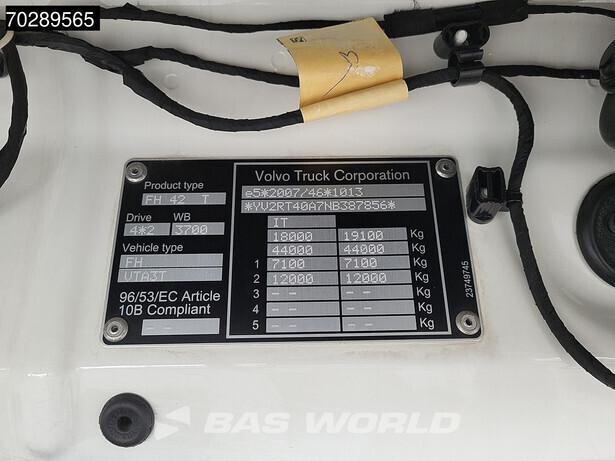 70289565
Product type
FH 42 T
Drive WB
4*2 3700
Vehicle type
FH
VTA3T
96/53/EC Article
10B Compliant
-- --
Volvo Truck Corporation
e5*2007/46*1013
*YV2RT40A7NB387856*
IT
18000 19100 Kg
44000 44000 Kg
1 7100 7100 Kg
2 12000 12000 Kg
3 -- -- -- -- Kg
4 -- -- -- -- Kg
5 -- -- -- -- Kg
23749745
BAS WORLD